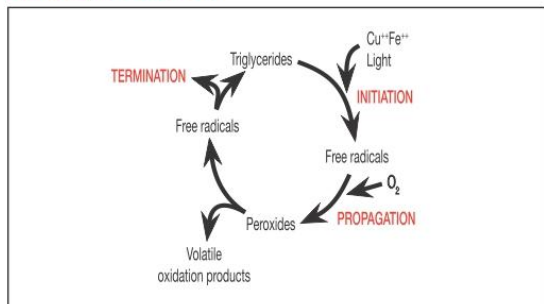 Triglycerides
Cu⁺⁺Fe⁺⁺
Light
TERMINATION
INITIATION
Free radicals
Free radicals
O₂
PROPAGATION
Peroxides
Volatile
oxidation products